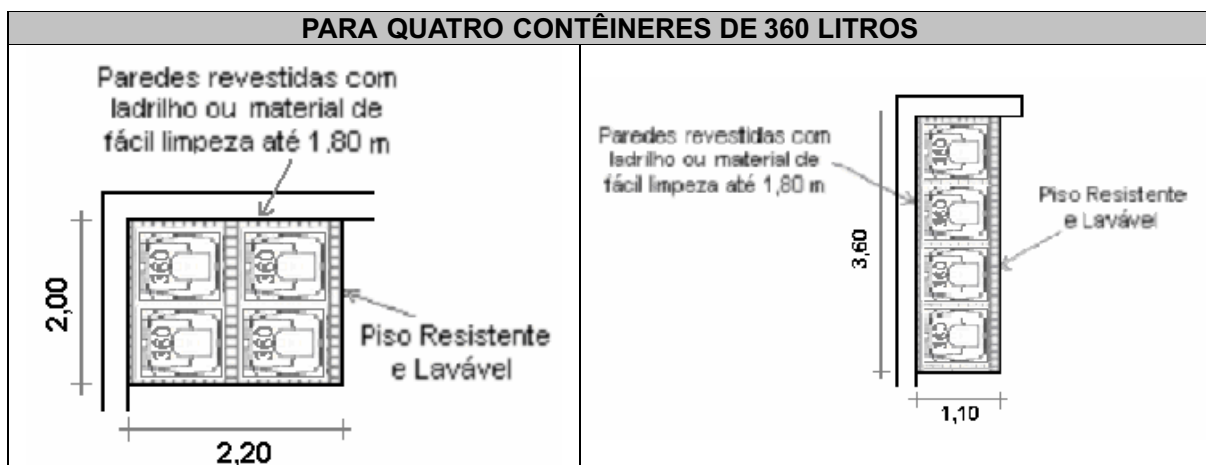 PARA QUATRO CONTÊINERES DE 360 LITROS
Paredes revestidas com
ladrilho ou material de
fácil limpeza até 1,80 m
2,00
360
360
360
360
Piso Resistente
e Lavável
2,20
Paredes revestidas com
ladrilho ou material de
fácil limpeza até 1,80 m
3,60
360
360
360
360
Piso Resistente
e Lavável
1,10